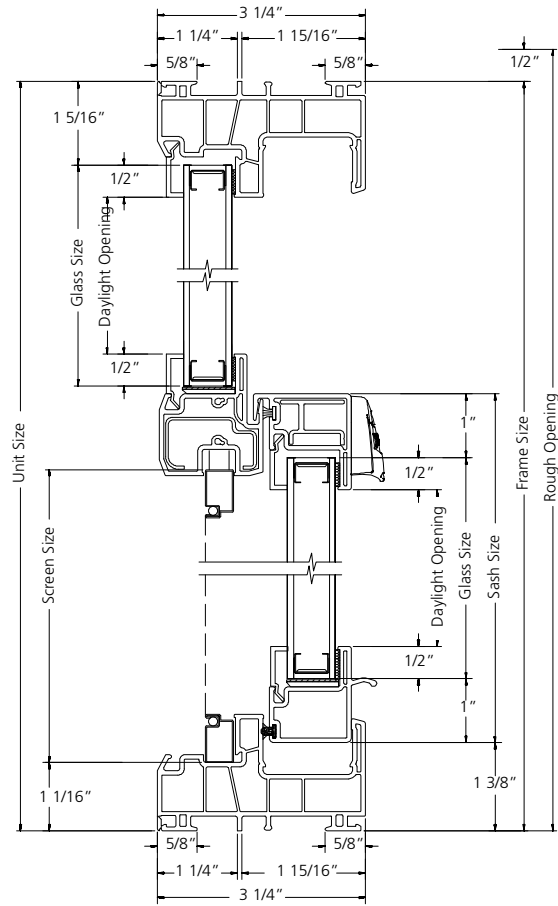 3 1/4”
1 1/4” 1 15/16”
5/8” 5/8” 1/2”
1 5/16”
1/2”
Glass Size
Daylight Opening
1/2”
Unit Size
1”
1/2”
Frame Size
Rough Opening
Screen Size
Daylight Opening
Glass Size
Sash Size
1/2”
1”
1 1/16”
1 3/8”
5/8” 5/8”
1 1/4” 1 15/16”
3 1/4”